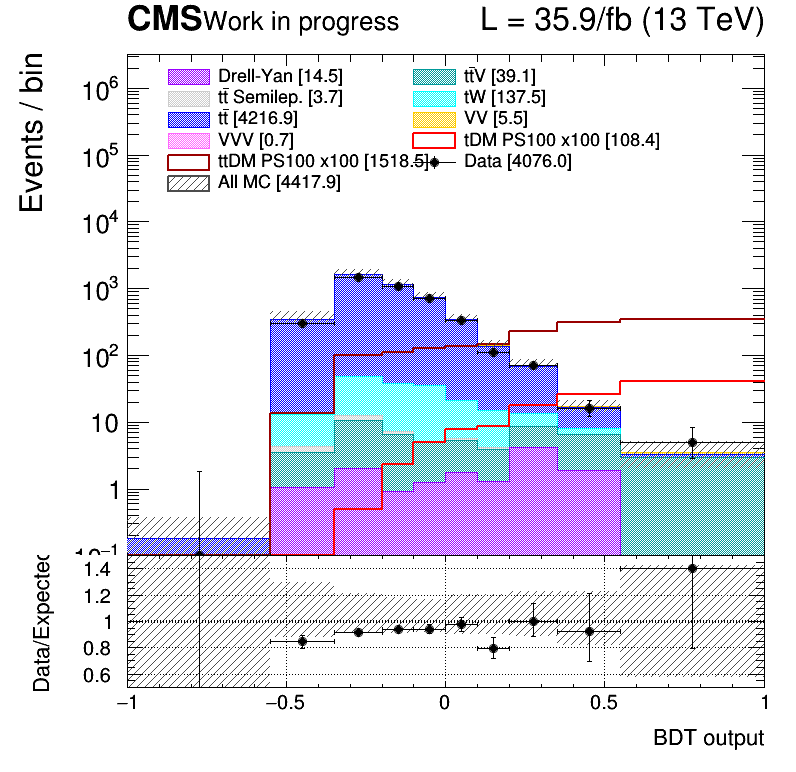 CMS Work in progress L = 35.9/fb (13 TeV)
Events / bin
10⁶
10⁵
10⁴
10³
10²
10
1
10⁻¹
Drell-Yan [14.5] tt̄V [39.1]
tt̄ Semilep. [3.7] tW [137.5]
tt̄ [4216.9] VV [5.5]
VVV [0.7] tDM PS100 x100 [108.4]
ttDM PS100 x100 [1518.5] Data [4076.0]
All MC [4417.9]
Data/Expected
1.4
1.2
1
0.8
0.6
−1 −0.5 0 0.5 1
BDT output